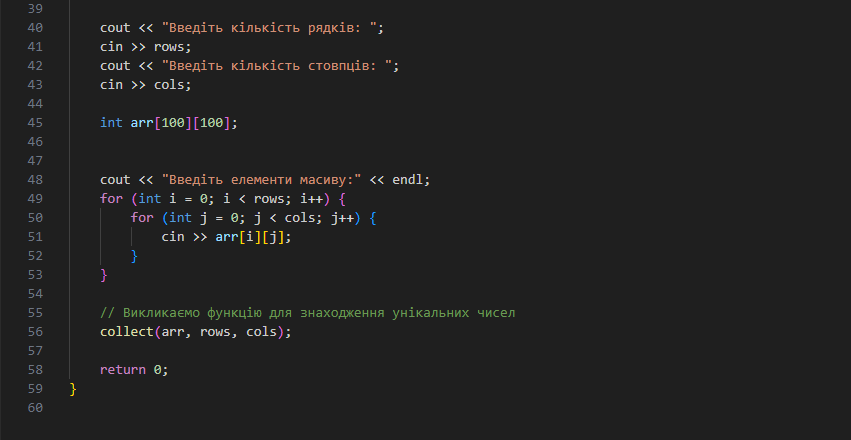 39
40 cout << "Введіть кількість рядків: ";
41 cin >> rows;
42 cout << "Введіть кількість стовпців: ";
43 cin >> cols;
44
45 int arr[100][100];
46
47
48 cout << "Введіть елементи масиву:" << endl;
49 for (int i = 0; i < rows; i++) {
50 for (int j = 0; j < cols; j++) {
51 cin >> arr[i][j];
52 }
53 }
54
55 // Викликаємо функцію для знаходження унікальних чисел
56 collect(arr, rows, cols);
57
58 return 0;
59 }
60